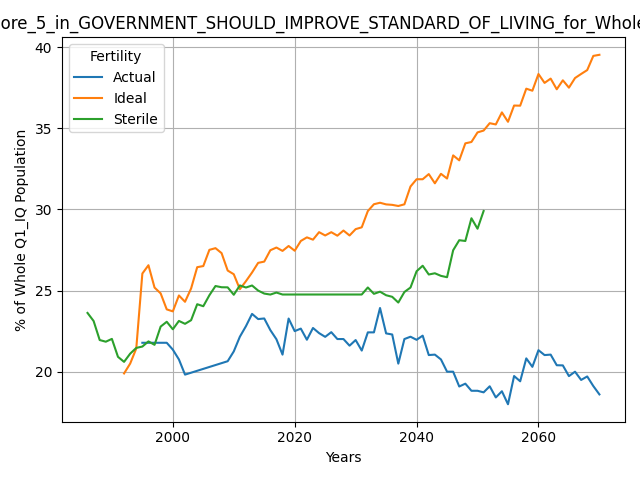 ore_5_in_GOVERNMENT_SHOULD_IMPROVE_STANDARD_OF_LIVING_for_Whole
Fertility
Actual
Ideal
Sterile
% of Whole Q1_IQ Population
40
35
30
25
20
2000
2020
2040
2060
Years